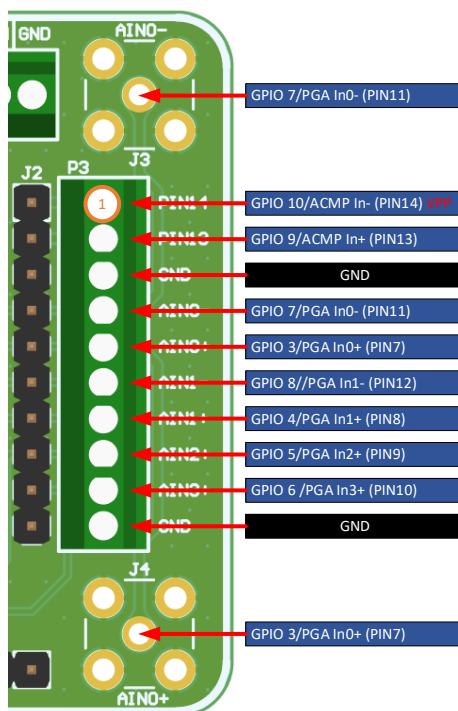 GND
AIN0-
GPIO 7/PGA In0- (PIN11)
J3
J2
P3
1
PIN14
GPIO 10/ACMP In- (PIN14) VPP
PIN13
GPIO 9/ACMP In+ (PIN13)
GND
GND
AIN0-
GPIO 7/PGA In0- (PIN11)
AIN0+
GPIO 3/PGA In0+ (PIN7)
AIN1-
GPIO 8//PGA In1- (PIN12)
AIN1+
GPIO 4/PGA In1+ (PIN8)
AIN2+
GPIO 5/PGA In2+ (PIN9)
AIN3+
GPIO 6 /PGA In3+ (PIN10)
GND
GND
J4
GPIO 3/PGA In0+ (PIN7)
AIN0+